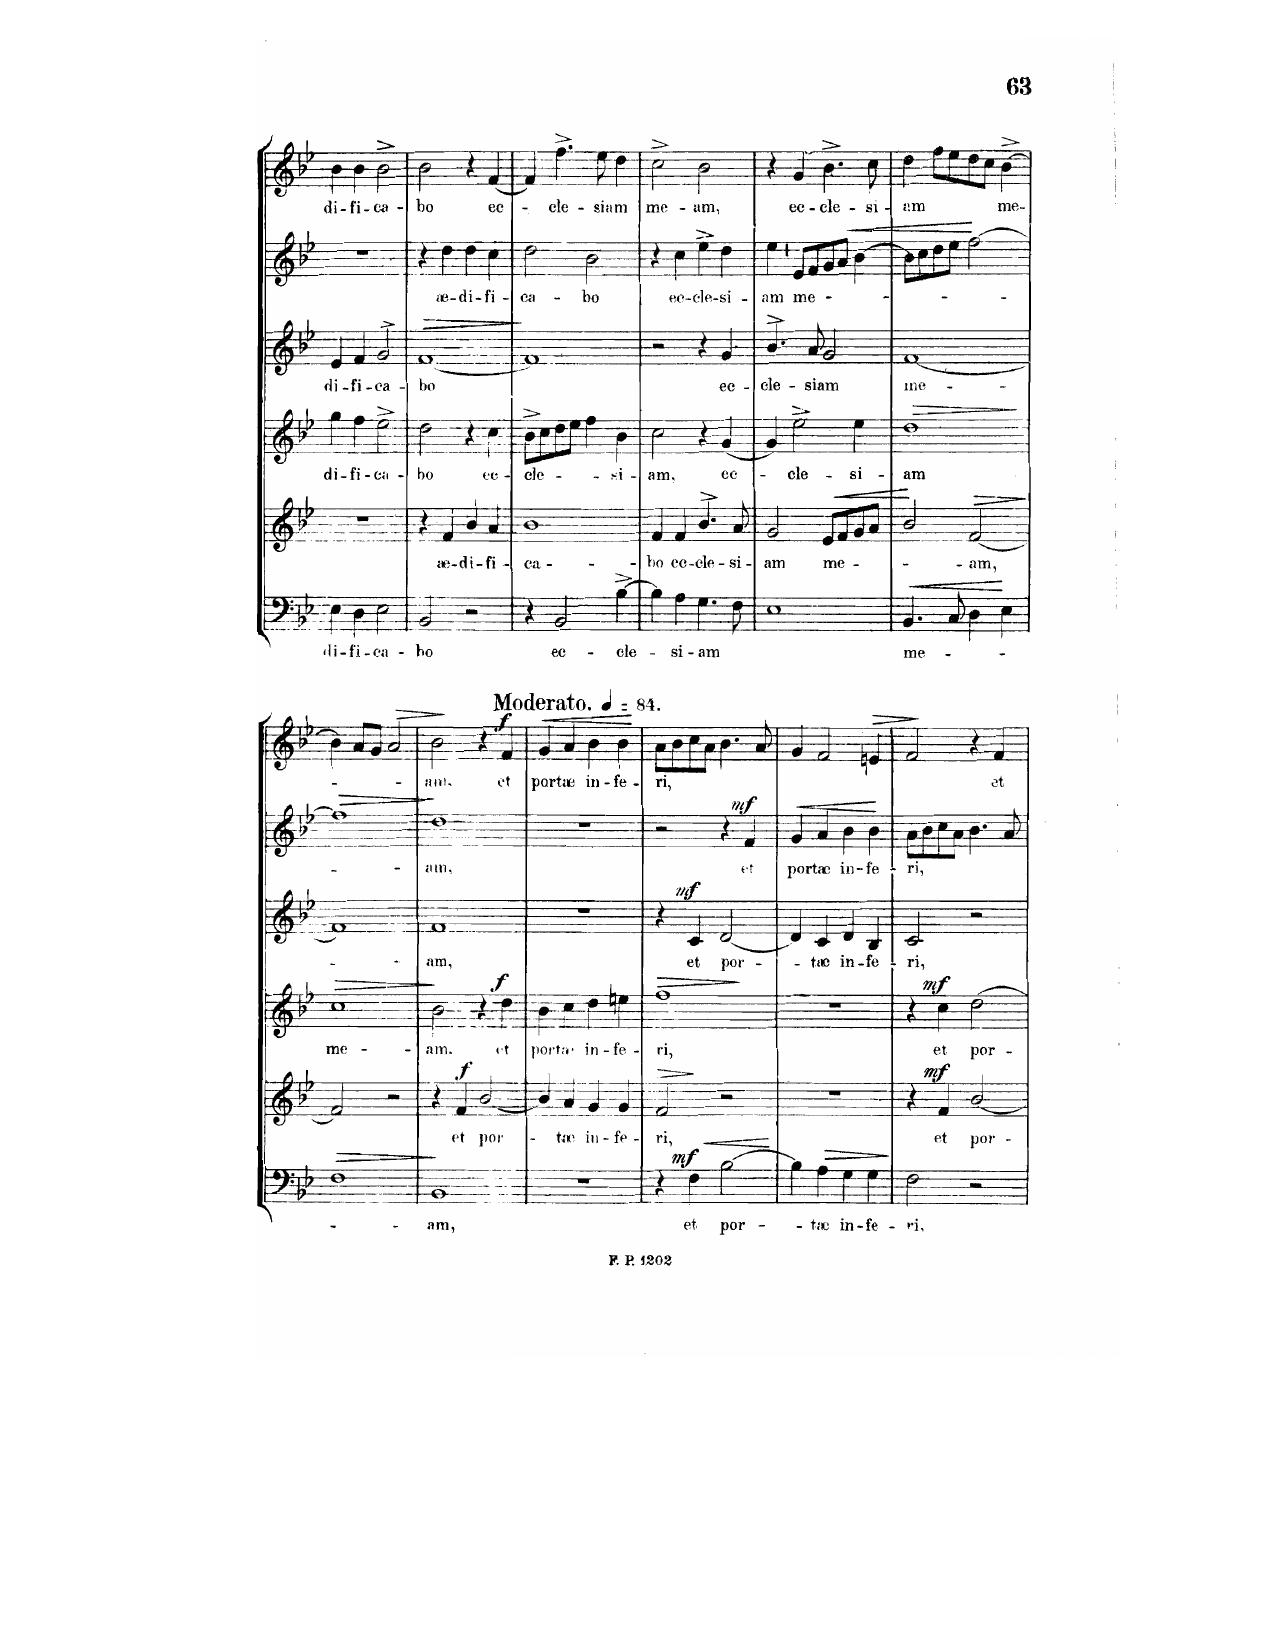 63
di-fi-ca-bo ec-cle-siam me-am, ec-cle-si-am me-
æ-di-fi-ca-bo ec-cle-si-am me-
di-fi-ca-bo ec-cle-siam me-
di-fi-ca-bo ec-cle-si-am, ec-cle-si-am
æ-di-fi-ca-bo ec-cle-si-am me-am,
di-fi-ca-bo ec-cle-si-am me-
Moderato. ♩ = 84.
f
am. et portæ in-fe-ri, et
mf
am, et portæ in-fe-ri,
mf
am, et por-tæ in-fe-ri,
f mf
me-am. et portæ in-fe-ri, et por-
f mf
et por-tæ in-fe-ri, et por-
mf
am, et por-tæ in-fe-ri,
F. P. 1202